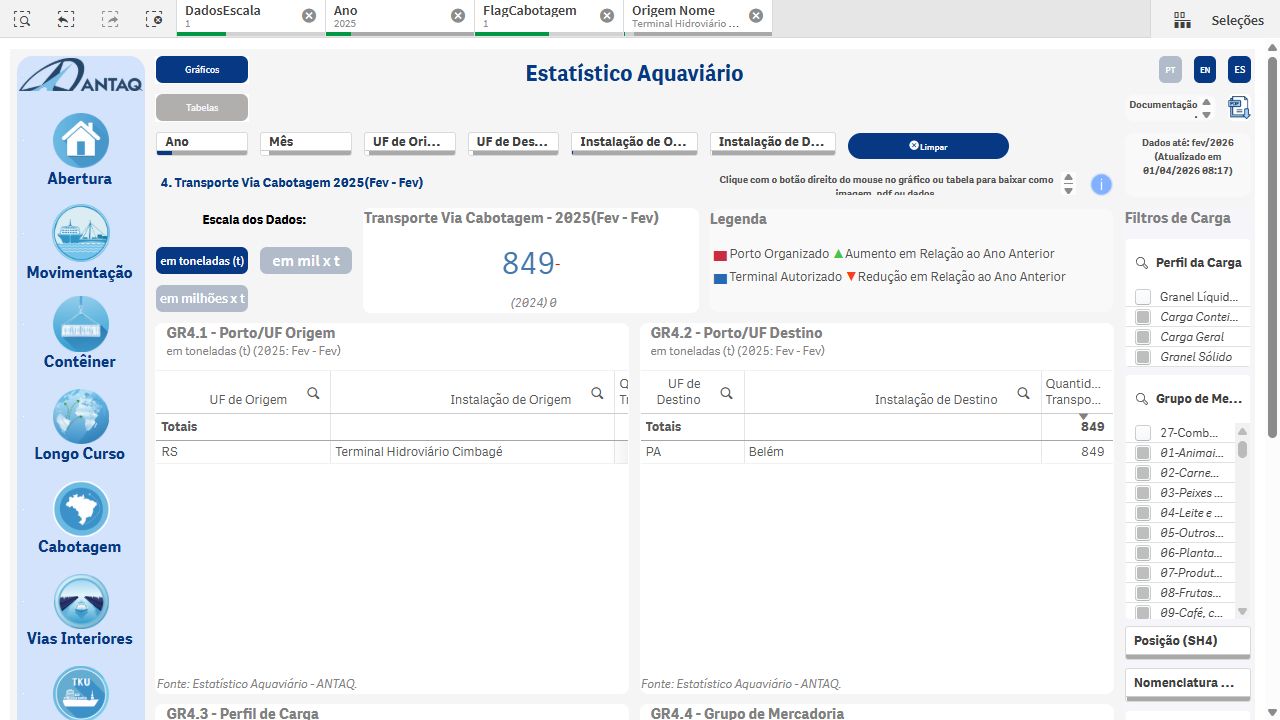 DadosEscala
1
Ano
2025
FlagCabotagem
1
Origem Nome
Terminal Hidroviário ...
Seleções
ANTAQ
Gráficos
Tabelas
Estatístico Aquaviário
PT
EN
ES
Documentação
.
Ano
Mês
UF de Ori...
UF de Des...
Instalação de O...
Instalação de D...
Limpar
Dados até: fev/2026
(Atualizado em
01/04/2026 08:17)
4. Transporte Via Cabotagem 2025(Fev - Fev)
Clique com o botão direito do mouse no gráfico ou tabela para baixar como
imagem, pdf ou dados
i
Abertura
Movimentação
Contêiner
Longo Curso
Cabotagem
Vias Interiores
TKU
Escala dos Dados:
em toneladas (t)
em mil x t
em milhões x t
Transporte Via Cabotagem - 2025(Fev - Fev)
849-
(2024) 0
Legenda
Porto Organizado Aumento em Relação ao Ano Anterior
Terminal Autorizado Redução em Relação ao Ano Anterior
Filtros de Carga
Perfil da Carga
Granel Líquid...
Carga Contei...
Carga Geral
Granel Sólido
Grupo de Me...
27-Comb...
01-Animai...
02-Carne...
03-Peixes ...
04-Leite e ...
05-Outros...
06-Planta...
07-Produt...
08-Frutas...
09-Café, c...
Posição (SH4)
Nomenclatura ...
GR4.1 - Porto/UF Origem
em toneladas (t) (2025: Fev - Fev)
UF de Origem
Instalação de Origem
Totais
RS
Terminal Hidroviário Cimbagé
Fonte: Estatístico Aquaviário - ANTAQ.
GR4.2 - Porto/UF Destino
em toneladas (t) (2025: Fev - Fev)
UF de
Destino
Instalação de Destino
Quantid...
Transpo...
Totais
849
PA
Belém
849
Fonte: Estatístico Aquaviário - ANTAQ.
GR4.3 - Perfil de Carga
GR4.4 - Grupo de Mercadoria